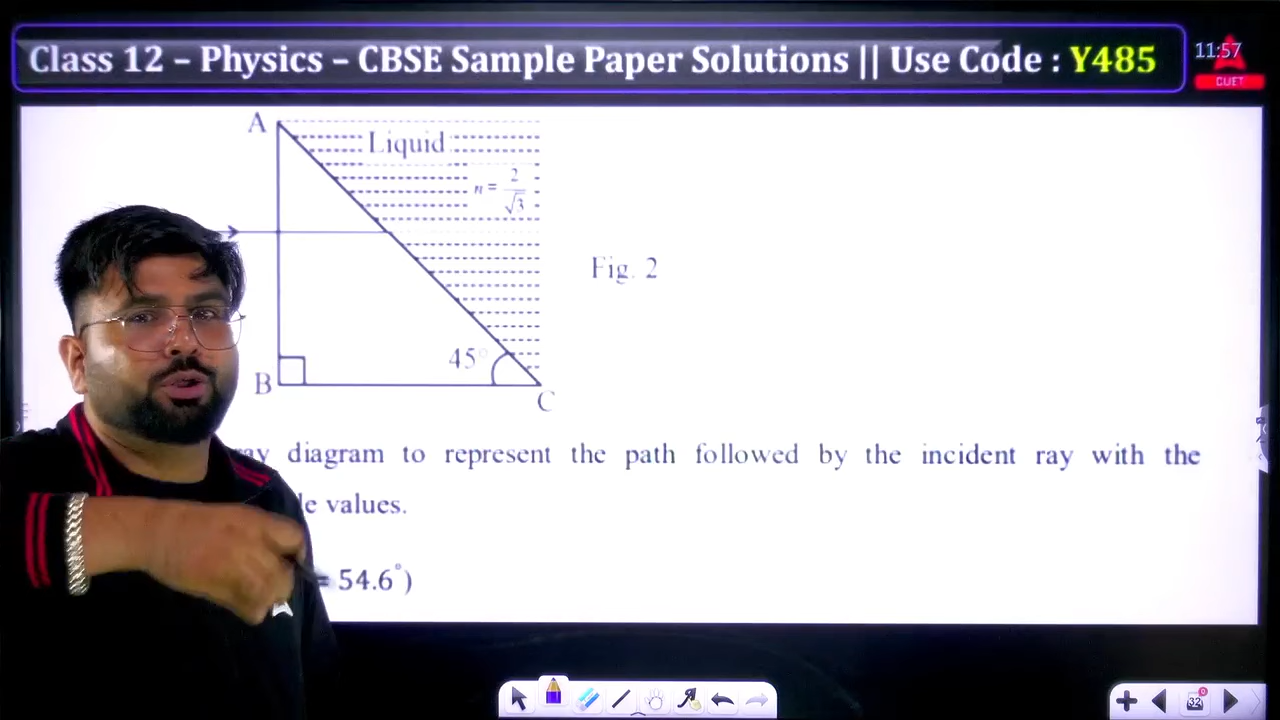 Class 12 – Physics – CBSE Sample Paper Solutions || Use Code : Y485
11:57
CUET
A
Liquid
n = 2/√3
Fig. 2
45°
B
C
diagram to represent the path followed by the incident ray with the
values.
= 54.6°)
32